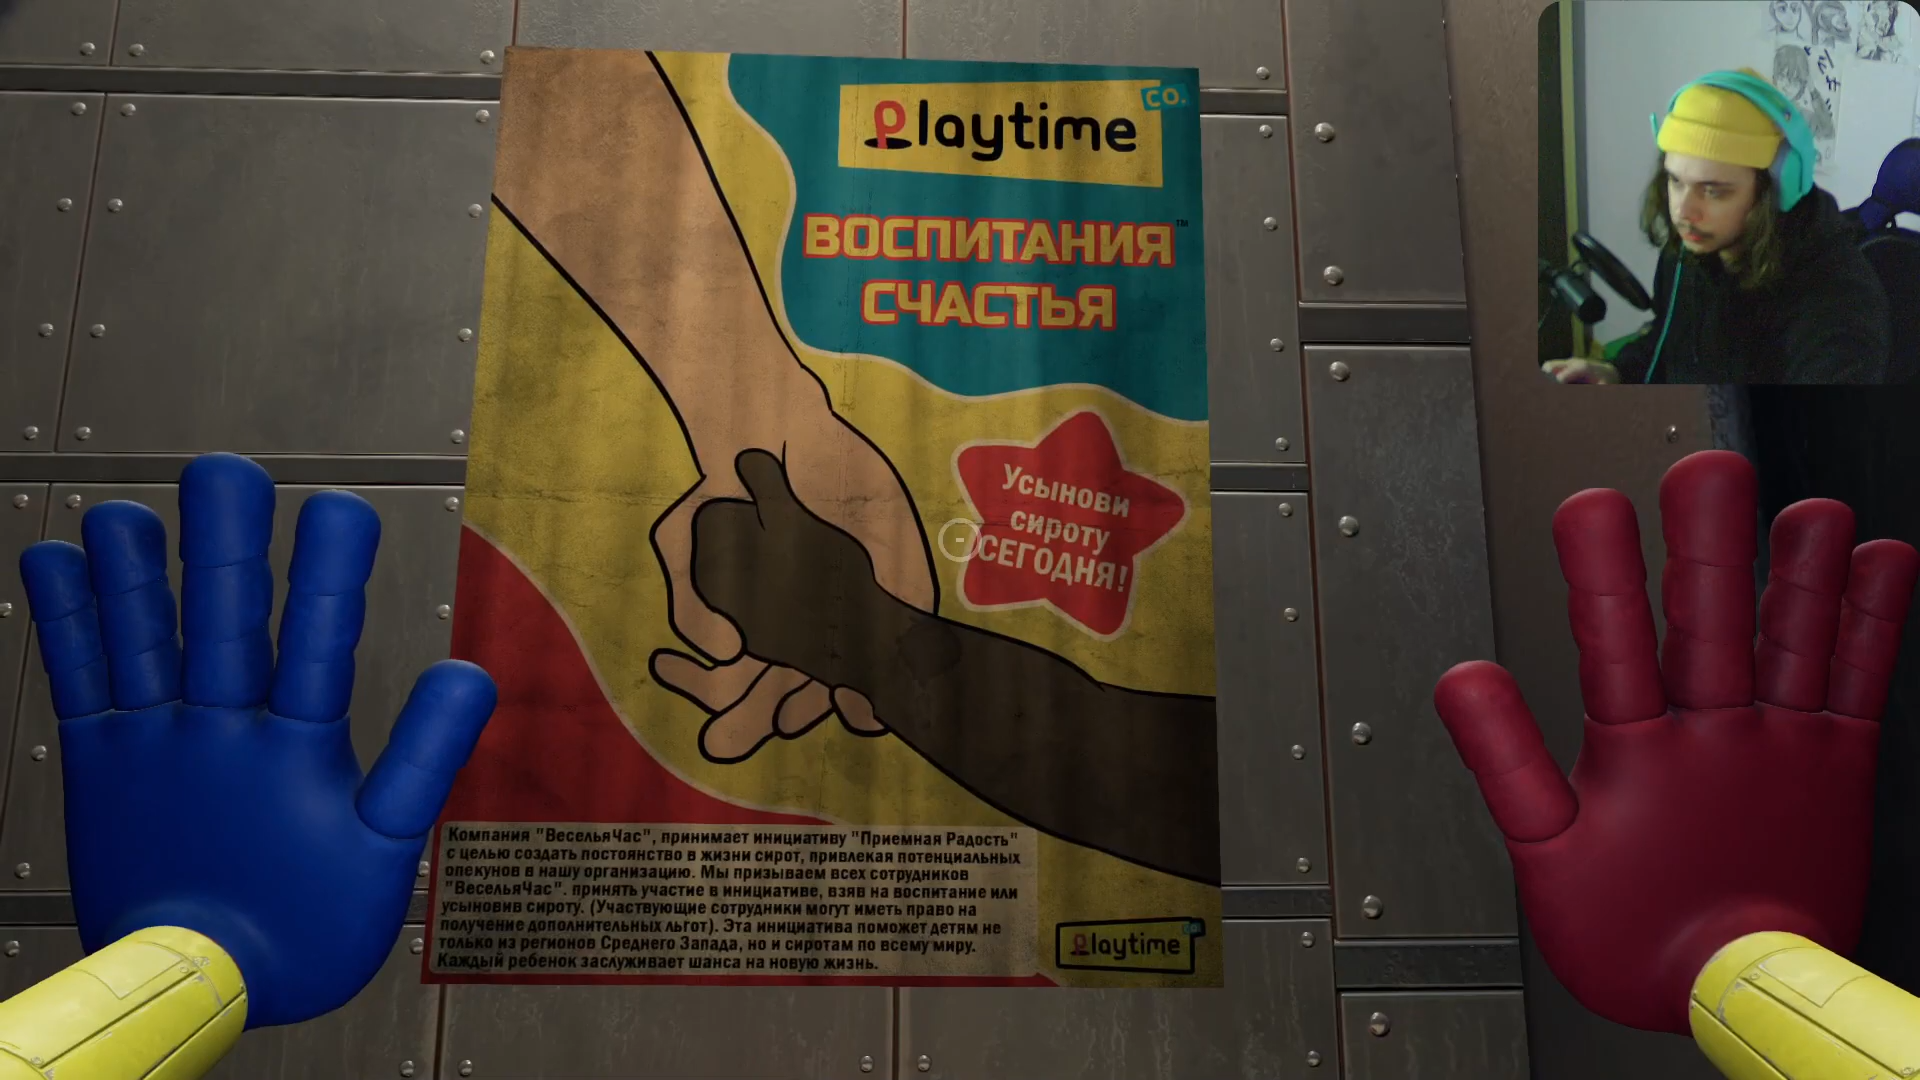 Playtime co.
ВОСПИТАНИЯ™
СЧАСТЬЯ
Усынови
сироту
СЕГОДНЯ!
Компания "ВесельяЧас", принимает инициативу "Приемная Радость"
с целью создать постоянство в жизни сирот, привлекая потенциальных
опекунов в нашу организацию. Мы призываем всех сотрудников
"ВесельяЧас". принять участие в инициативе, взяв на воспитание или
усыновив сироту. (Участвующие сотрудники могут иметь право на
получение дополнительных льгот). Эта инициатива поможет детям не
только из регионов Среднего Запада, но и сиротам по всему миру.
Каждый ребенок заслуживает шанса на новую жизнь.
Playtime co.